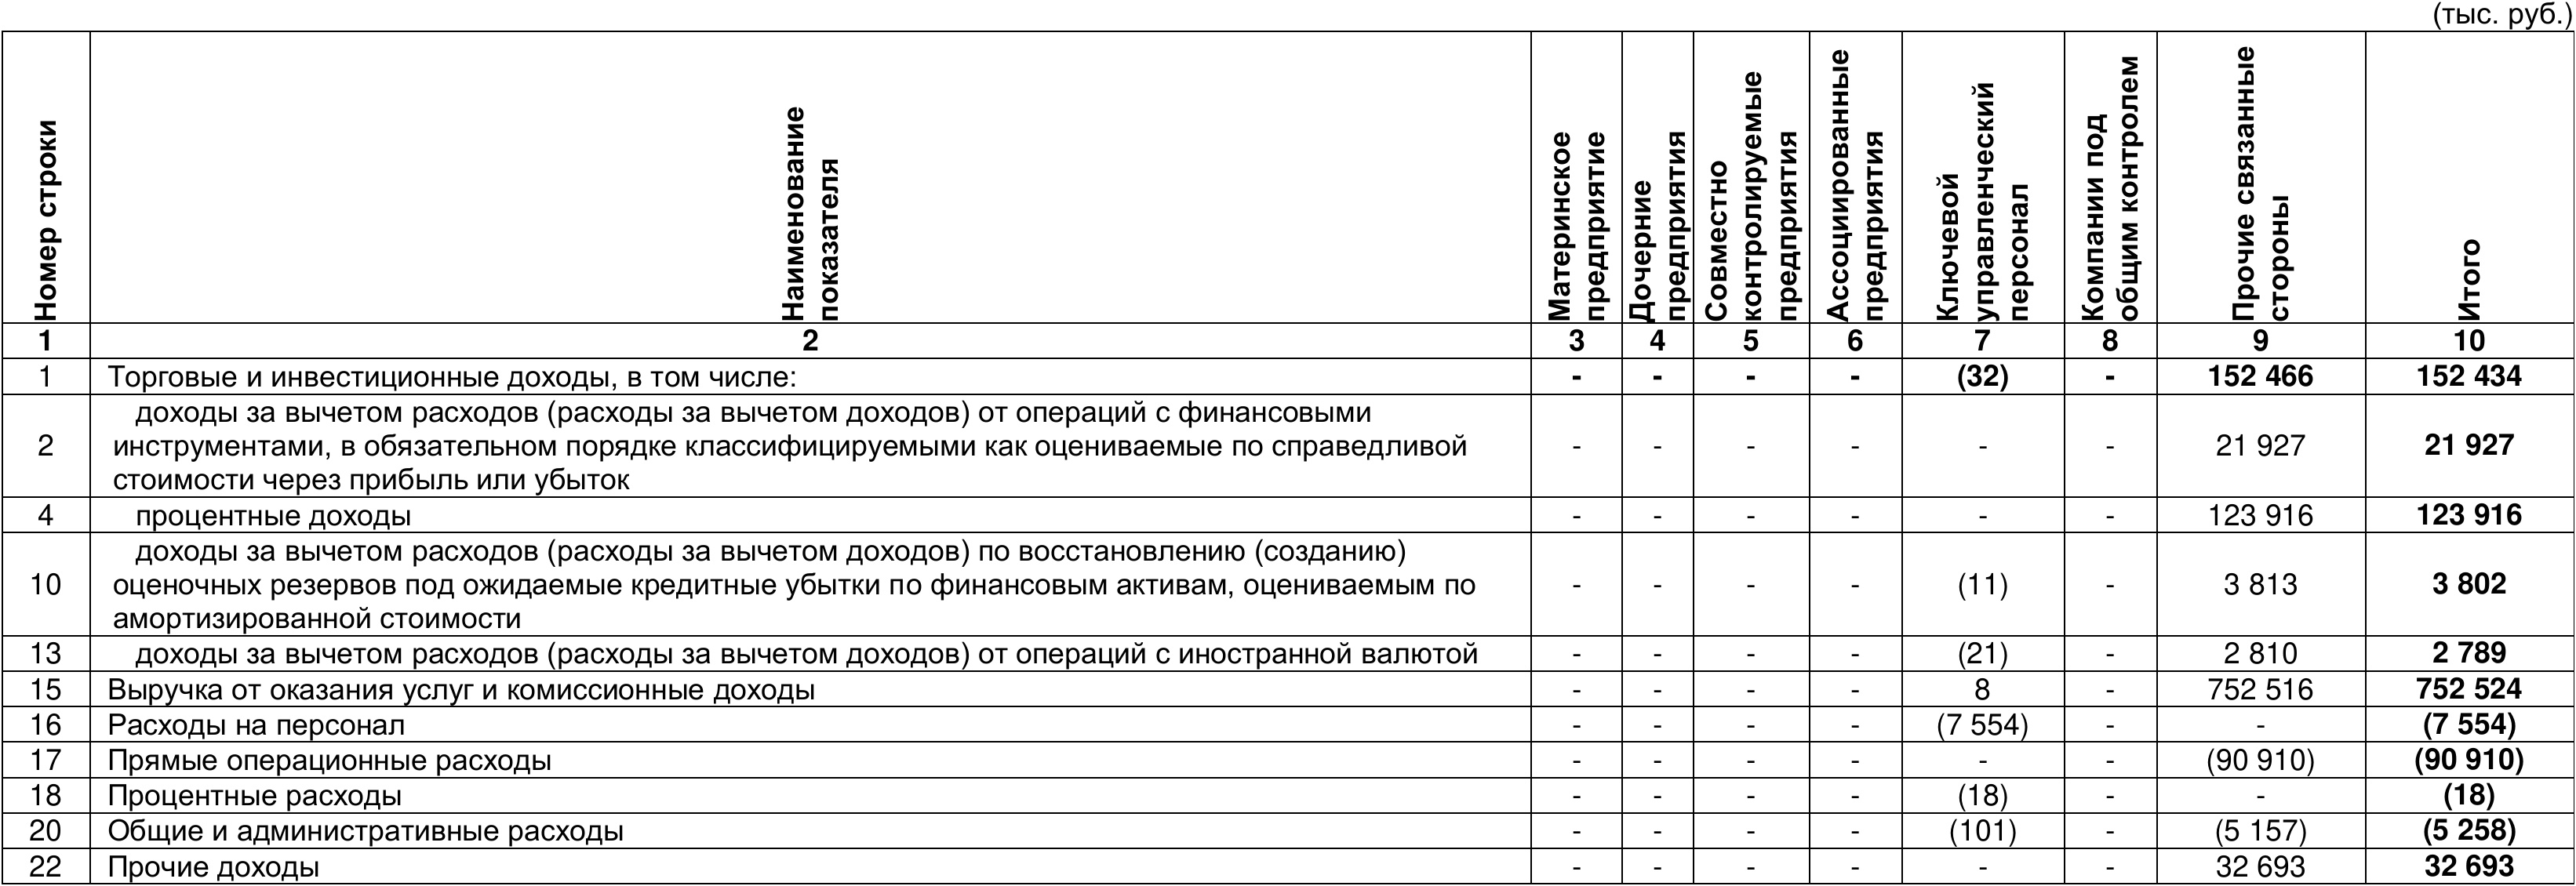 (тыс. руб.)
Номер строки
Наименование
показателя
Материнское
предприятие
Дочерние
предприятия
Совместно
контролируемые
предприятия
Ассоциированные
предприятия
Ключевой
управленческий
персонал
Компании под
общим контролем
Прочие связанные
стороны
Итого
1 2 3 4 5 6 7 8 9 10
1 Торговые и инвестиционные доходы, в том числе: - - - - (32) - 152 466 152 434
доходы за вычетом расходов (расходы за вычетом доходов) от операций с финансовыми
2 инструментами, в обязательном порядке классифицируемыми как оцениваемые по справедливой - - - - - - 21 927 21 927
стоимости через прибыль или убыток
4 процентные доходы - - - - - - 123 916 123 916
доходы за вычетом расходов (расходы за вычетом доходов) по восстановлению (созданию)
10 оценочных резервов под ожидаемые кредитные убытки по финансовым активам, оцениваемым по - - - - (11) - 3 813 3 802
амортизированной стоимости
13 доходы за вычетом расходов (расходы за вычетом доходов) от операций с иностранной валютой - - - - (21) - 2 810 2 789
15 Выручка от оказания услуг и комиссионные доходы - - - - 8 - 752 516 752 524
16 Расходы на персонал - - - - (7 554) - - (7 554)
17 Прямые операционные расходы - - - - - - (90 910) (90 910)
18 Процентные расходы - - - - (18) - - (18)
20 Общие и административные расходы - - - - (101) - (5 157) (5 258)
22 Прочие доходы - - - - - - 32 693 32 693